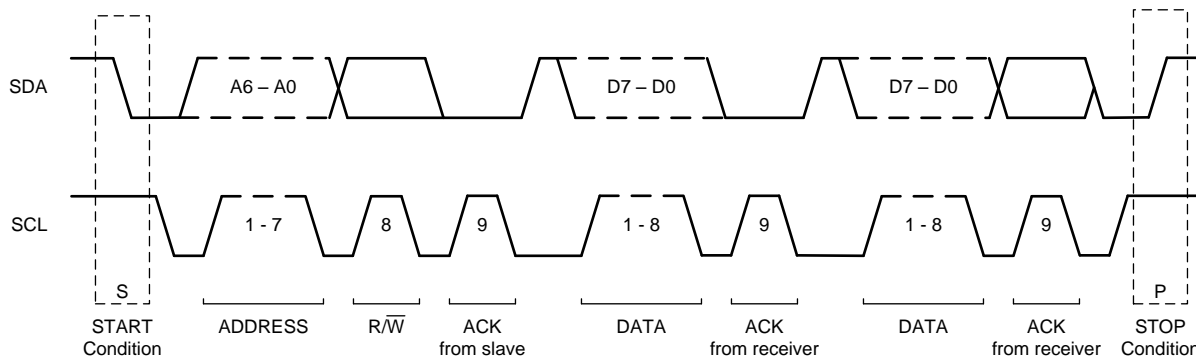 SDA
A6 – A0
D7 – D0
D7 – D0
SCL
1 - 7
8
9
1 - 8
9
1 - 8
9
S
P
START
Condition
ADDRESS
R/W̅
ACK
from slave
DATA
ACK
from receiver
DATA
ACK
from receiver
STOP
Condition